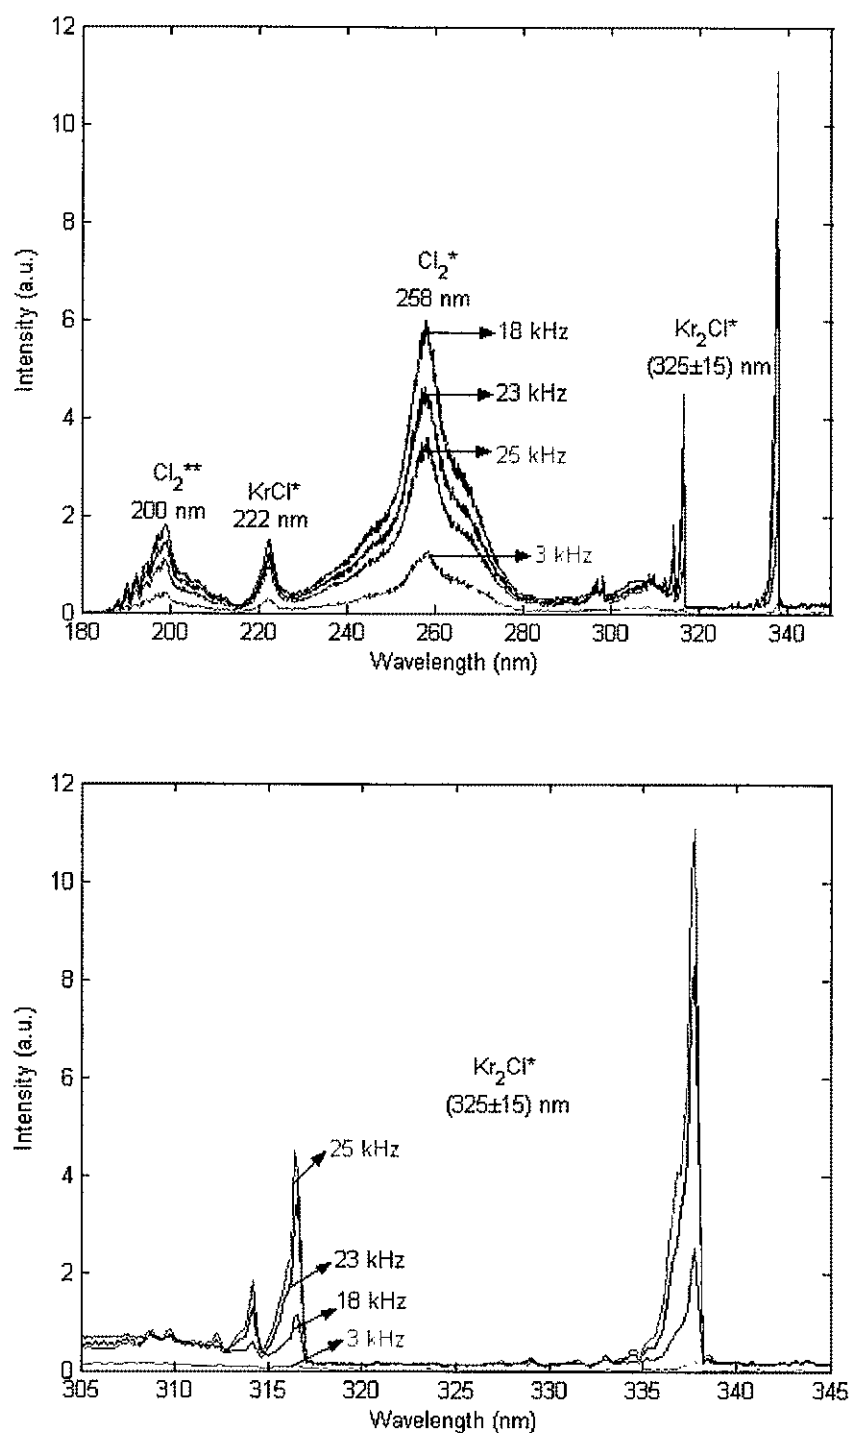 12
10
8
6
4
2
0
Intensity (a.u.)
Cl2**
200 nm
KrCl*
222 nm
Cl2*
258 nm
18 kHz
23 kHz
25 kHz
3 kHz
Kr2Cl*
(325±15) nm
180 200 220 240 260 280 300 320 340
Wavelength (nm)
12
10
8
6
4
2
0
Intensity (a.u.)
Kr2Cl*
(325±15) nm
25 kHz
23 kHz
18 kHz
3 kHz
305 310 315 320 325 330 335 340 345
Wavelength (nm)